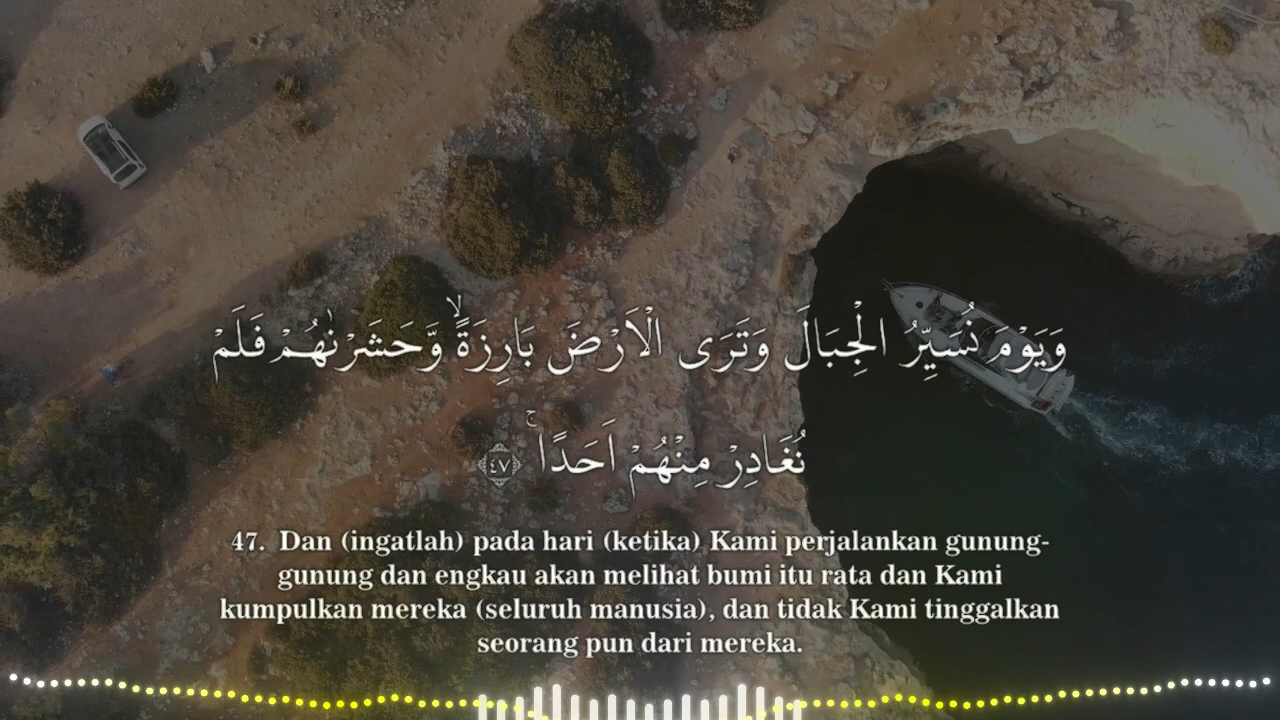 وَيَوْمَ نُسَيِّرُ الْجِبَالَ وَتَرَى الْاَرْضَ بَارِزَةًۙ وَّحَشَرْنٰهُمْ فَلَمْ
نُغَادِرْ مِنْهُمْ اَحَدًاۚ ٤٧
47. Dan (ingatlah) pada hari (ketika) Kami perjalankan gunung-
gunung dan engkau akan melihat bumi itu rata dan Kami
kumpulkan mereka (seluruh manusia), dan tidak Kami tinggalkan
seorang pun dari mereka.